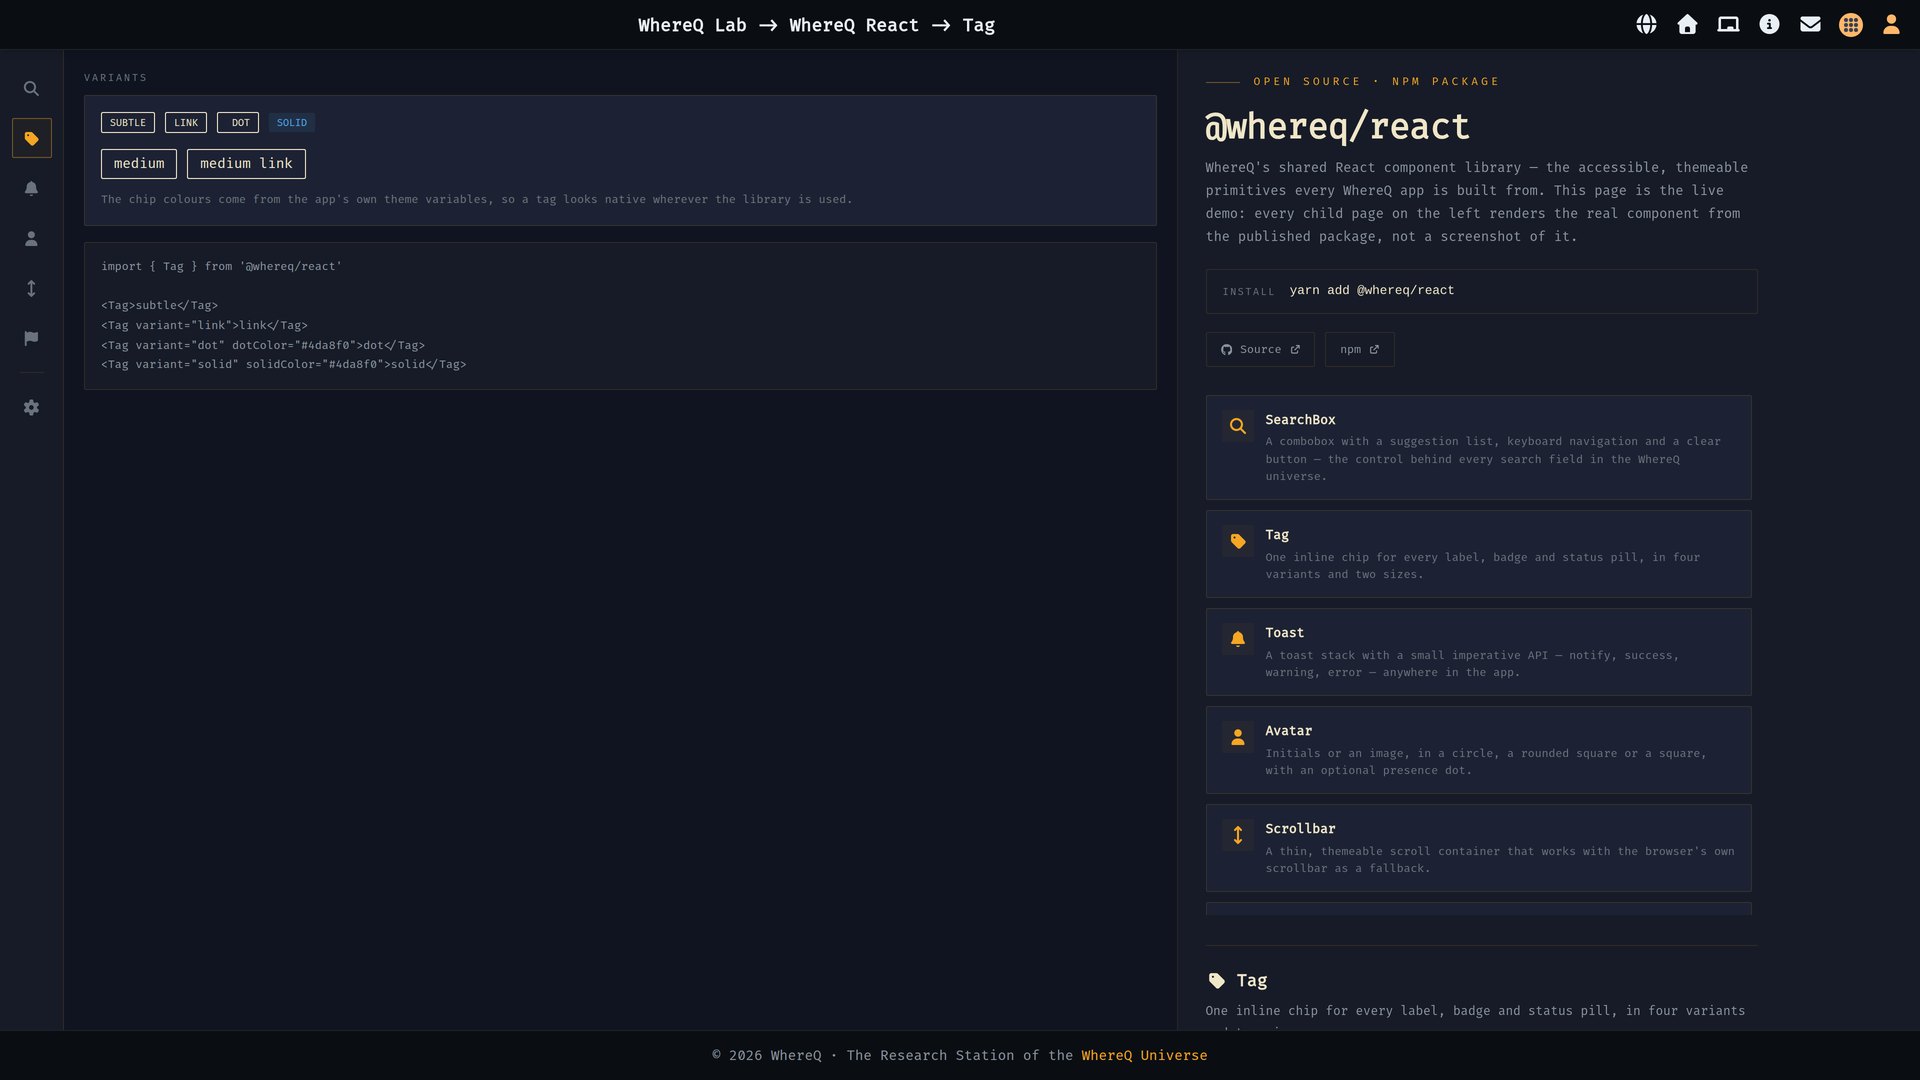 WhereQ Lab → WhereQ React → Tag
VARIANTS
SUBTLE LINK DOT SOLID
medium medium link
The chip colours come from the app's own theme variables, so a tag looks native wherever the library is used.
import { Tag } from '@whereq/react'
<Tag>subtle</Tag>
<Tag variant="link">link</Tag>
<Tag variant="dot" dotColor="#4da8f0">dot</Tag>
<Tag variant="solid" solidColor="#4da8f0">solid</Tag>
OPEN SOURCE · NPM PACKAGE
@whereq/react
WhereQ's shared React component library — the accessible, themeable
primitives every WhereQ app is built from. This page is the live
demo: every child page on the left renders the real component from
the published package, not a screenshot of it.
INSTALL yarn add @whereq/react
Source npm
SearchBox
A combobox with a suggestion list, keyboard navigation and a clear
button — the control behind every search field in the WhereQ
universe.
Tag
One inline chip for every label, badge and status pill, in four
variants and two sizes.
Toast
A toast stack with a small imperative API — notify, success,
warning, error — anywhere in the app.
Avatar
Initials or an image, in a circle, a rounded square or a square,
with an optional presence dot.
Scrollbar
A thin, themeable scroll container that works with the browser's own
scrollbar as a fallback.
Tag
One inline chip for every label, badge and status pill, in four variants
© 2026 WhereQ · The Research Station of the WhereQ Universe